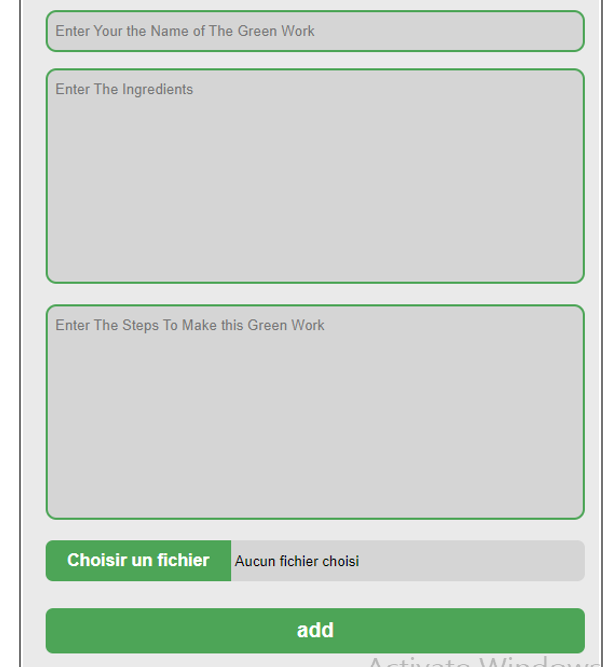 Enter Your the Name of The Green Work
Enter The Ingredients
Enter The Steps To Make this Green Work
Choisir un fichier Aucun fichier choisi
add
Activate Windows